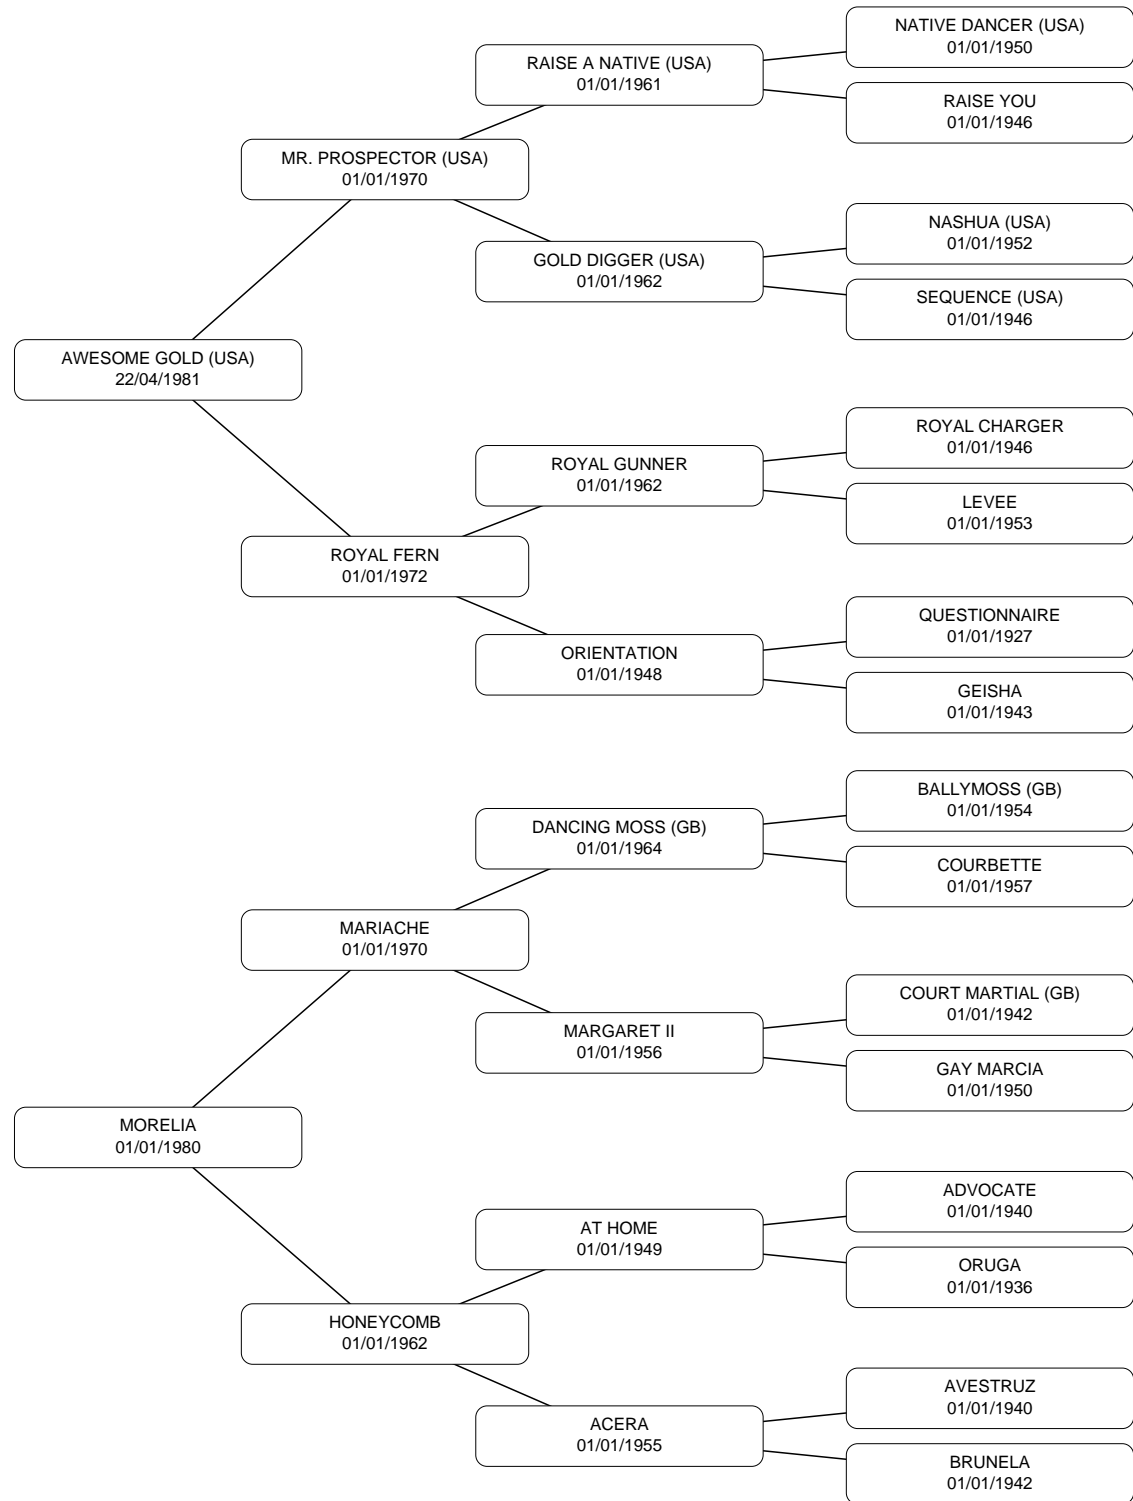 NATIVE DANCER (USA)
01/01/1950
RAISE A NATIVE (USA)
01/01/1961
RAISE YOU
01/01/1946
MR. PROSPECTOR (USA)
01/01/1970
NASHUA (USA)
01/01/1952
GOLD DIGGER (USA)
01/01/1962
SEQUENCE (USA)
01/01/1946
AWESOME GOLD (USA)
22/04/1981
ROYAL CHARGER
01/01/1946
ROYAL GUNNER
01/01/1962
LEVEE
01/01/1953
ROYAL FERN
01/01/1972
QUESTIONNAIRE
01/01/1927
ORIENTATION
01/01/1948
GEISHA
01/01/1943
BALLYMOSS (GB)
01/01/1954
DANCING MOSS (GB)
01/01/1964
COURBETTE
01/01/1957
MARIACHE
01/01/1970
COURT MARTIAL (GB)
01/01/1942
MARGARET II
01/01/1956
GAY MARCIA
01/01/1950
MORELIA
01/01/1980
ADVOCATE
01/01/1940
AT HOME
01/01/1949
ORUGA
01/01/1936
HONEYCOMB
01/01/1962
AVESTRUZ
01/01/1940
ACERA
01/01/1955
BRUNELA
01/01/1942